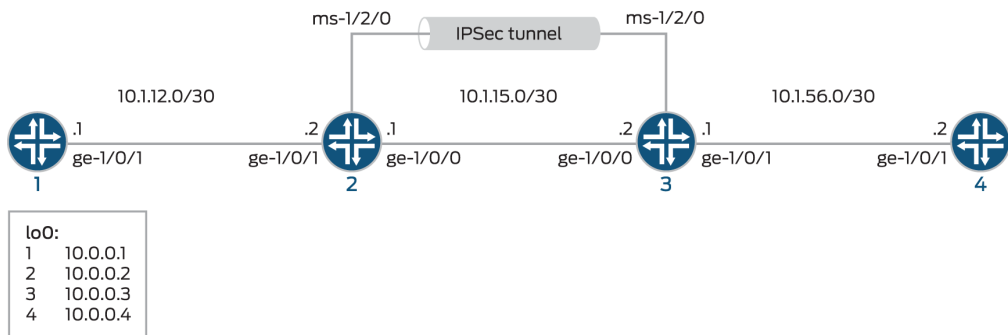 ms-1/2/0
IPSec tunnel
ms-1/2/0
10.1.12.0/30
10.1.15.0/30
10.1.56.0/30
.1
.2
.1
.2
.1
.2
ge-1/0/1
ge-1/0/1
ge-1/0/0
ge-1/0/0
ge-1/0/1
ge-1/0/1
1
2
3
4
lo0:
1 10.0.0.1
2 10.0.0.2
3 10.0.0.3
4 10.0.0.4